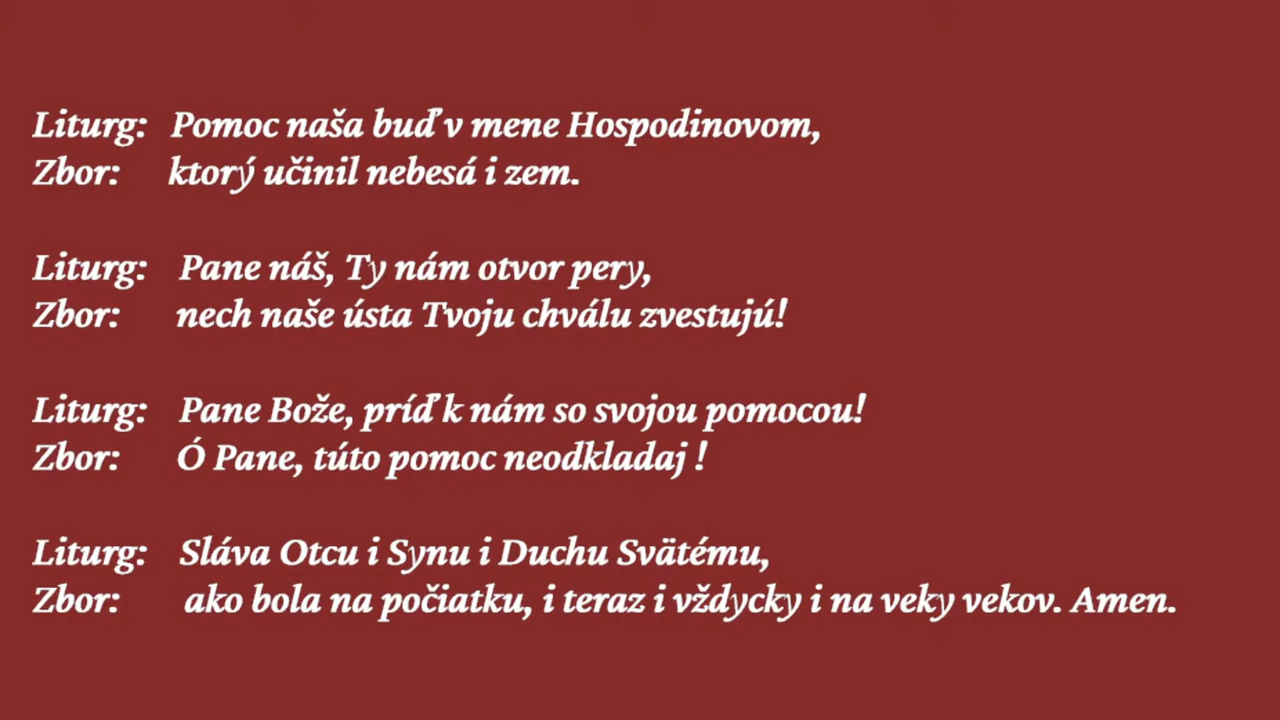 Liturg: Pomoc naša buď v mene Hospodinovom,
Zbor: ktorý učinil nebesá i zem.
Liturg: Pane náš, Ty nám otvor pery,
Zbor: nech naše ústa Tvoju chválu zvestujú!
Liturg: Pane Bože, príď k nám so svojou pomocou!
Zbor: Ó Pane, túto pomoc neodkladaj !
Liturg: Sláva Otcu i Synu i Duchu Svätému,
Zbor: ako bola na počiatku, i teraz i vždycky i na veky vekov. Amen.